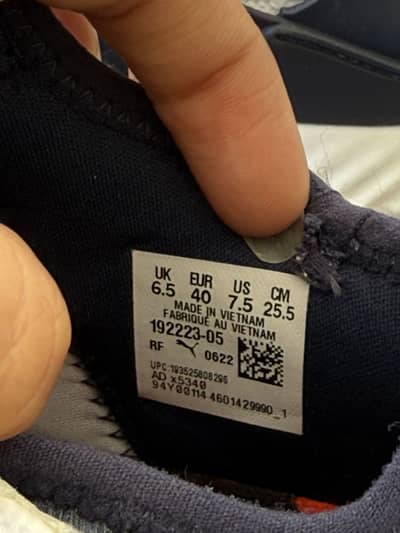 UK EUR US CM
6.5 40 7.5 25.5
MADE IN VIETNAM
FABRIQUÉ AU VIETNAM
192223-05
RF 0622
UPC:193525808296
AD x5340
94Y00114 4601429990_1